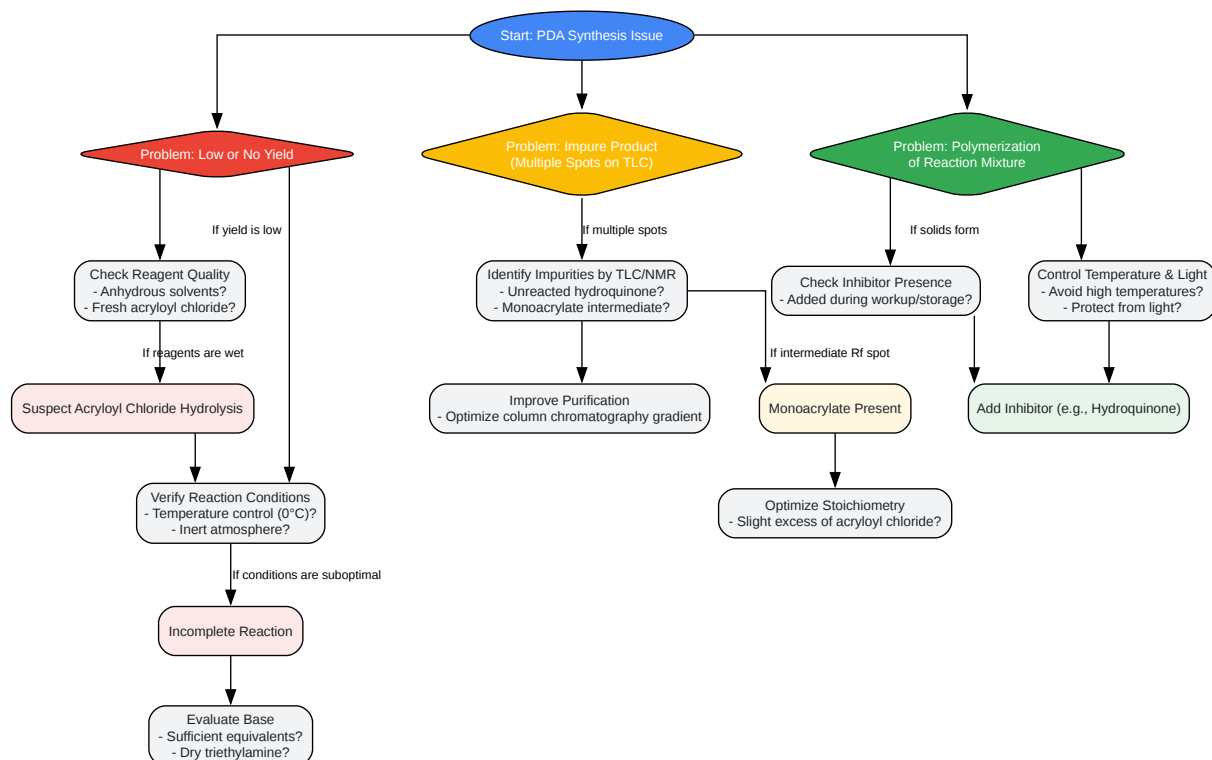 Start: PDA Synthesis Issue
Problem: Low or No Yield
Problem: Impure Product
(Multiple Spots on TLC)
Problem: Polymerization
of Reaction Mixture
If yield is low
If multiple spots
If solids form
Check Reagent Quality
- Anhydrous solvents?
- Fresh acryloyl chloride?
Identify Impurities by TLC/NMR
- Unreacted hydroquinone?
- Monoacrylate intermediate?
Check Inhibitor Presence
- Added during workup/storage?
Control Temperature & Light
- Avoid high temperatures?
- Protect from light?
If reagents are wet
If intermediate Rf spot
Suspect Acryloyl Chloride Hydrolysis
Improve Purification
- Optimize column chromatography gradient
Monoacrylate Present
Add Inhibitor (e.g., Hydroquinone)
Verify Reaction Conditions
- Temperature control (0°C)?
- Inert atmosphere?
Optimize Stoichiometry
- Slight excess of acryloyl chloride?
If conditions are suboptimal
Incomplete Reaction
Evaluate Base
- Sufficient equivalents?
- Dry triethylamine?